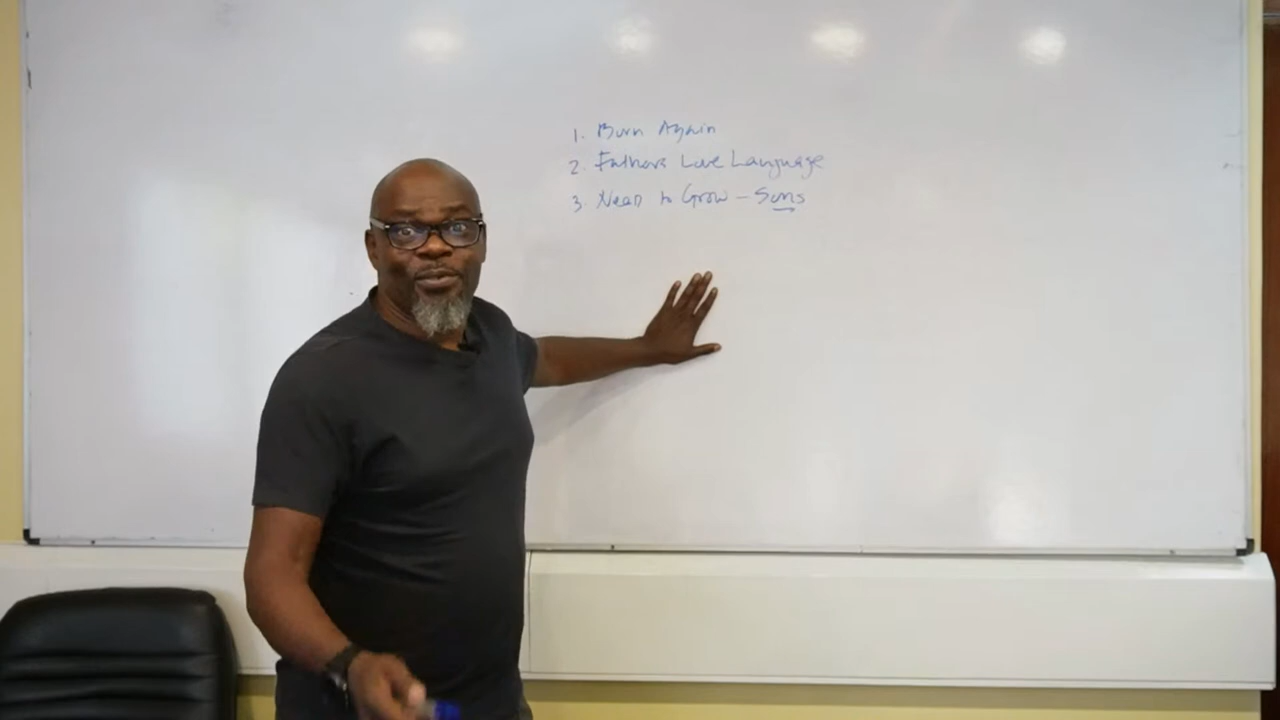 1. Born Again
2. Fathers Love Language
3. Need to Grow – Sons